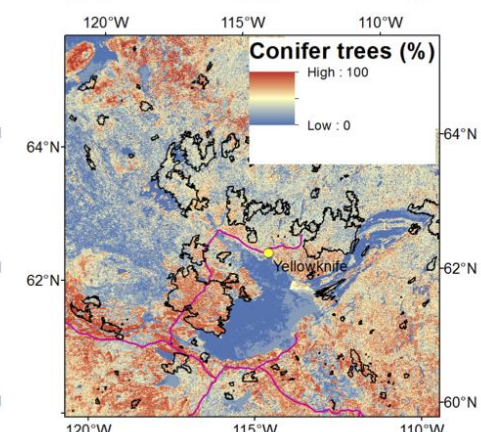 120°W 115°W 110°W
Conifer trees (%)
High : 100
Low : 0
64°N 64°N
Yellowknife
62°N 62°N
60°N
120°W 115°W 110°W